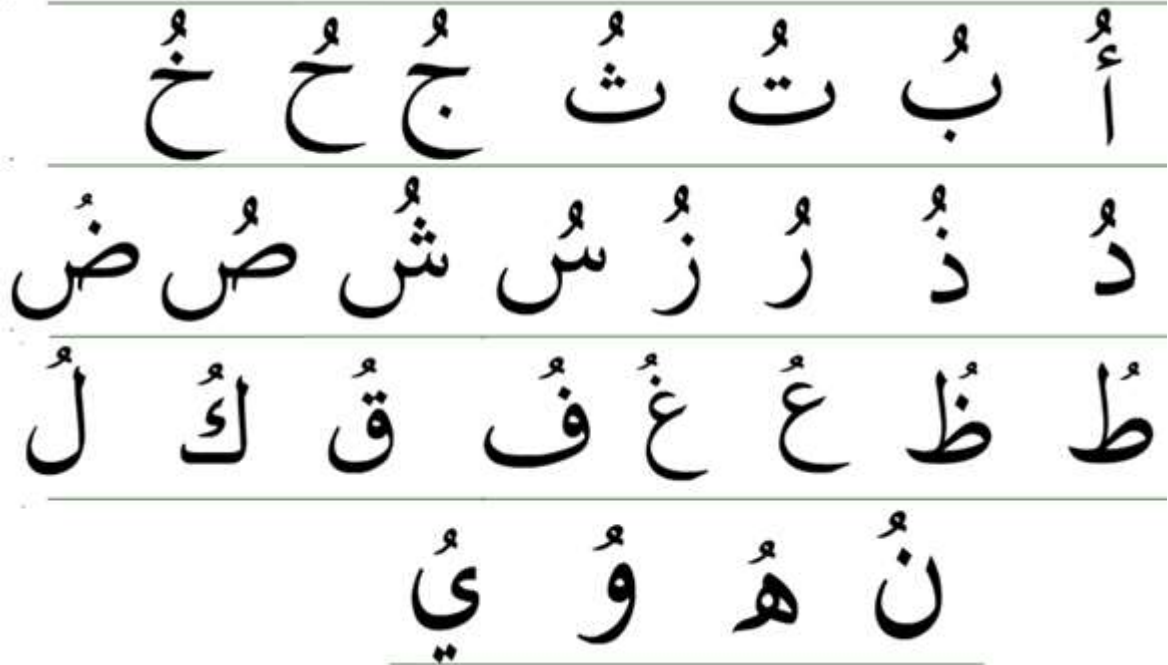 أُ بُ تُ ثُ جُ حُ خُ
دُ ذُ رُ زُ سُ شُ صُ ضُ
طُ ظُ عُ غُ فُ قُ كُ لُ
نُ هُ وُ يُ